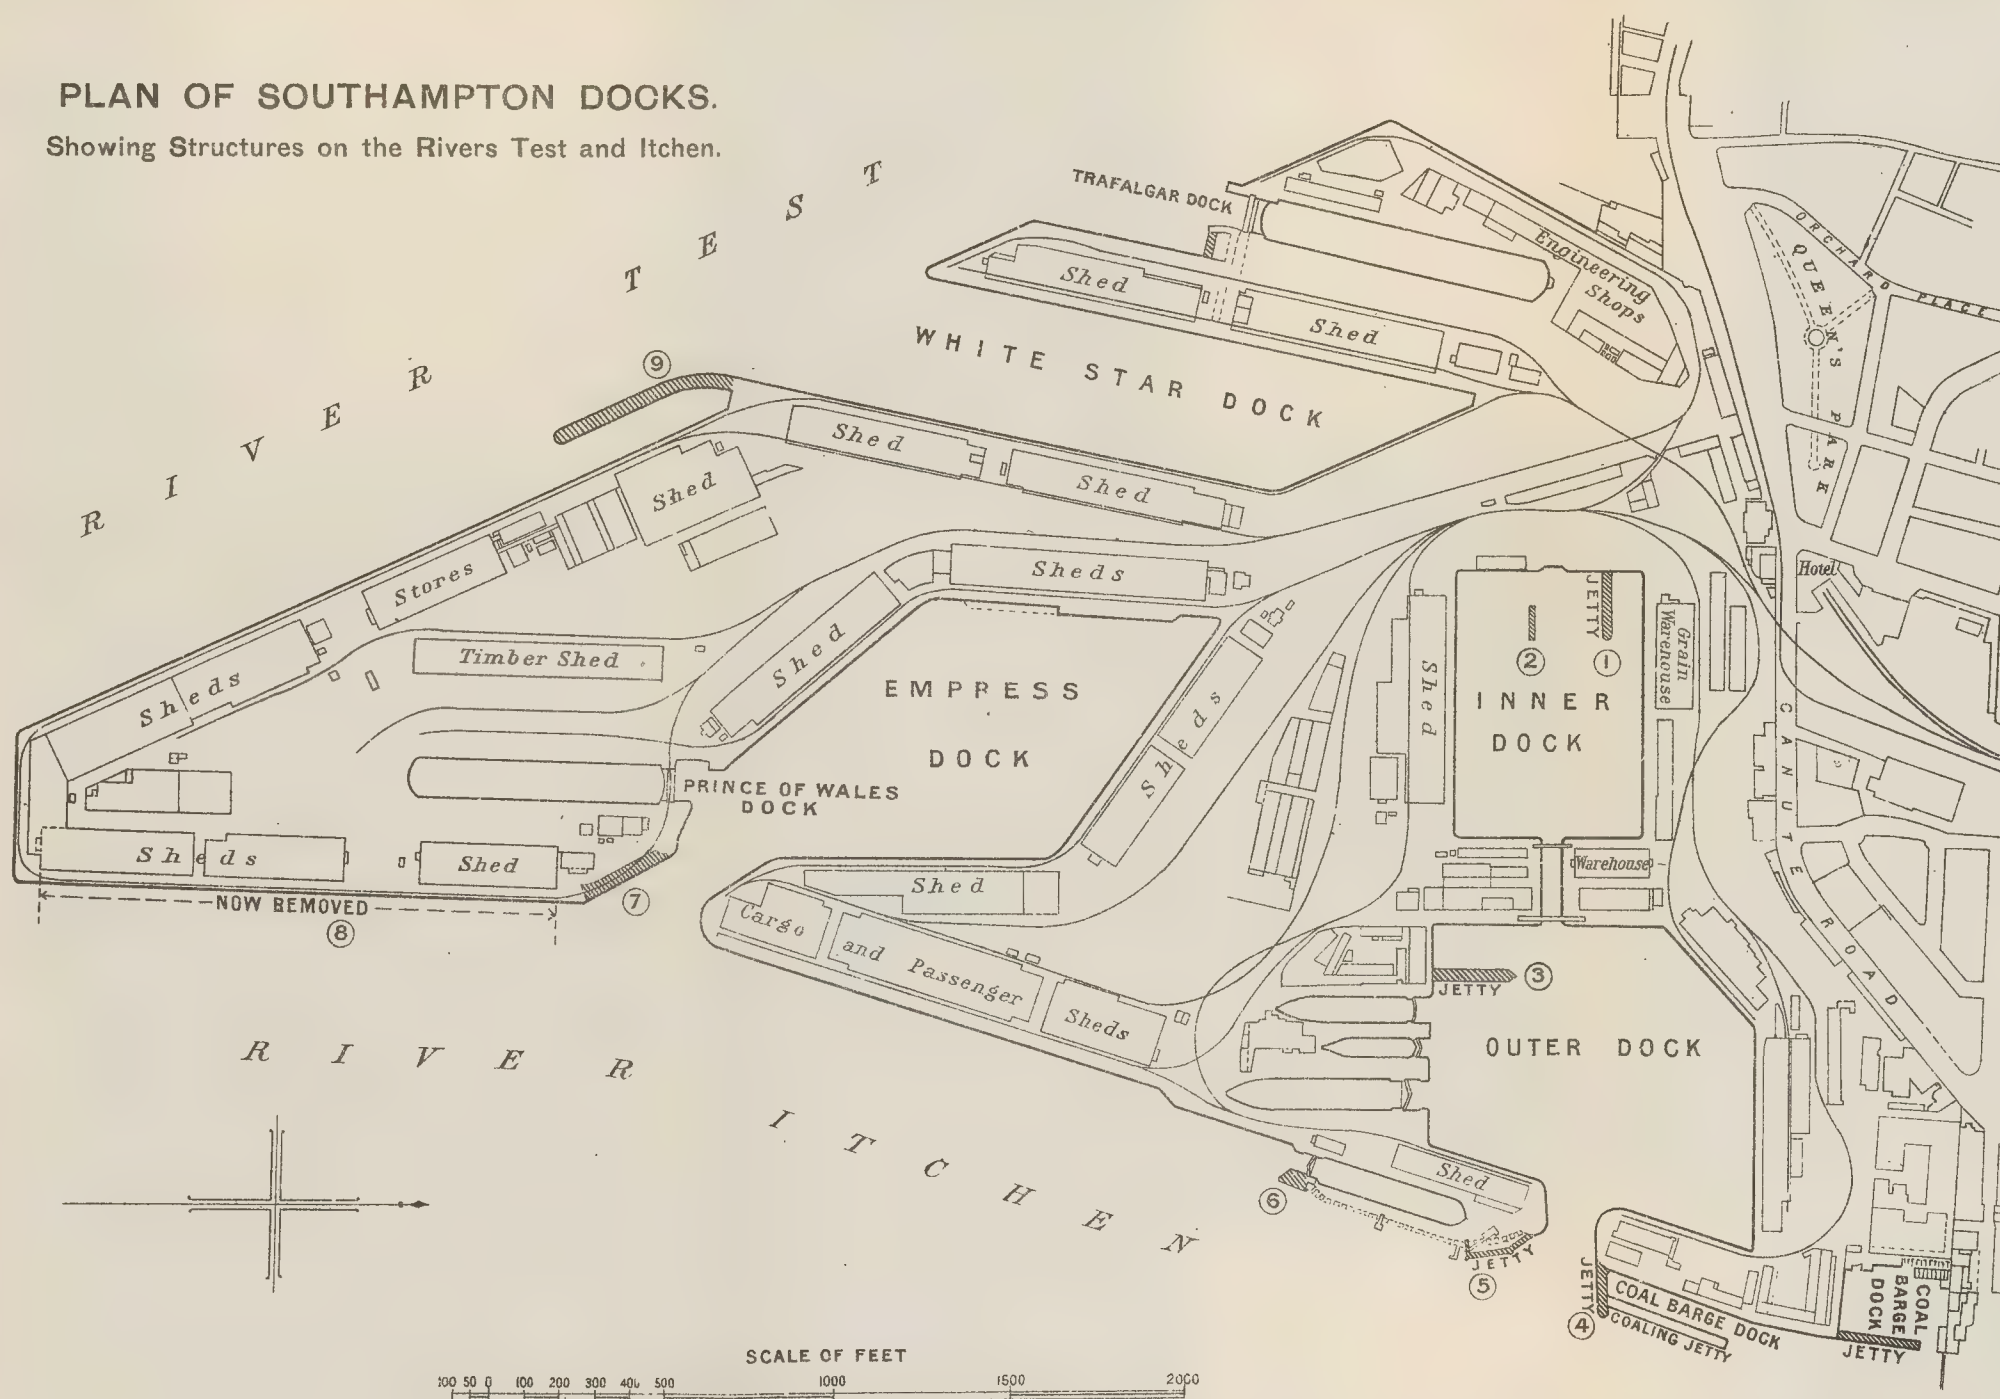 PLAN OF SOUTHAMPTON DOCKS.
Showing Structures on the Rivers Test and Itchen.
RIVER TEST
TRAFALGAR DOCK
Engineering
Shops
Shed
Shed
WHITE STAR DOCK
ORCHARD PLACE
QUEEN'S PARK
9
Shed
Shed
Shed
Stores
Sheds
Timber Shed
Sheds
Shed
Sheds
EMPRESS
DOCK
PRINCE OF WALES
DOCK
Sheds
Shed
NOW REMOVED
8
7
Sheds
Shed
Shed
JETTY
2
1
INNER
DOCK
Grain
Warehouse
Hotel
CANUTE ROAD
Warehouse
Cargo and Passenger Sheds
3
JETTY
OUTER DOCK
RIVER ITCHEN
Shed
6
JETTY
5
JETTY
4
COAL BARGE DOCK
COALING JETTY
COAL
BARGE
DOCK
JETTY
SCALE OF FEET
100 50 0 100 200 300 400 500 1000 1500 2000